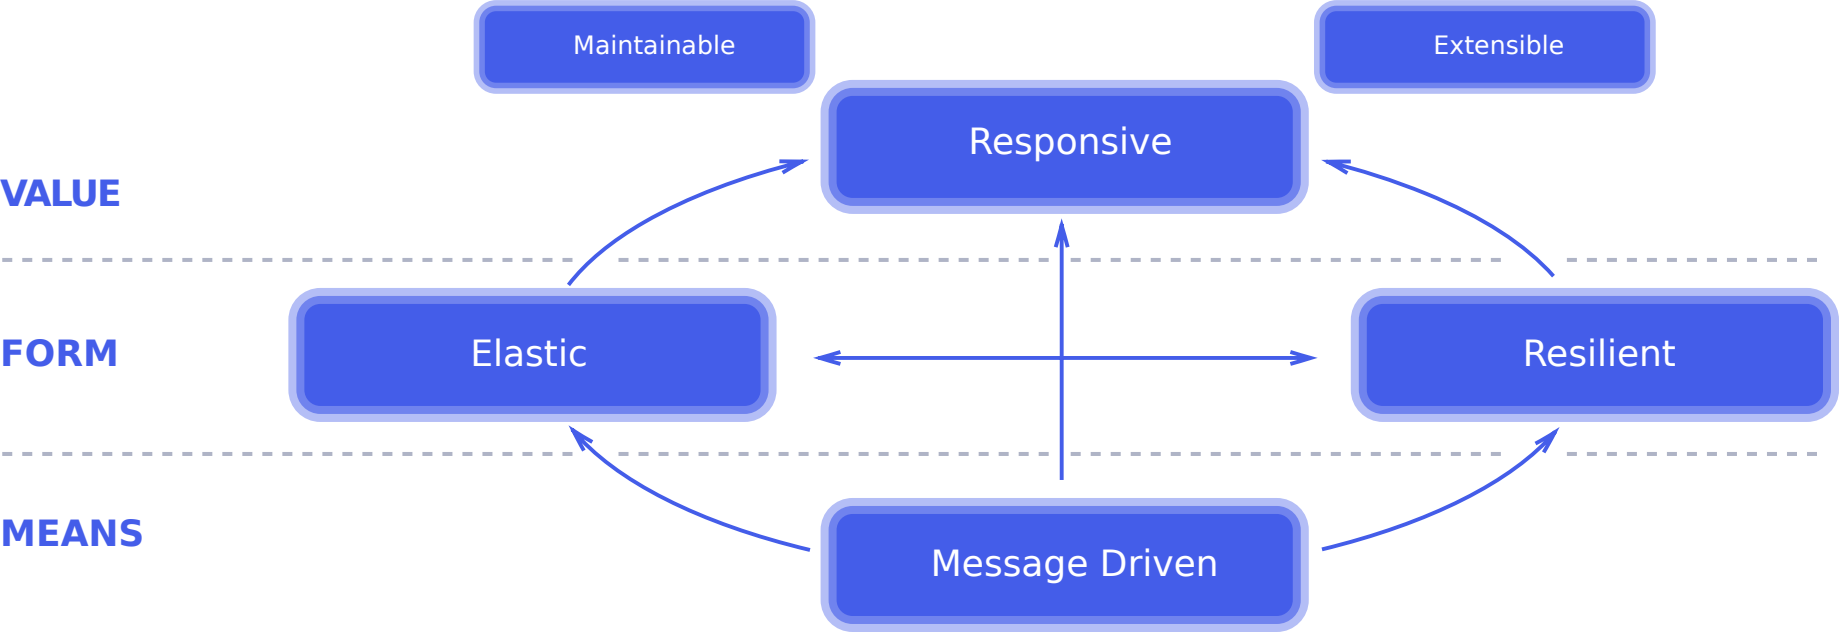 Maintainable
Extensible
Responsive
VALUE
FORM
Elastic
Resilient
MEANS
Message Driven